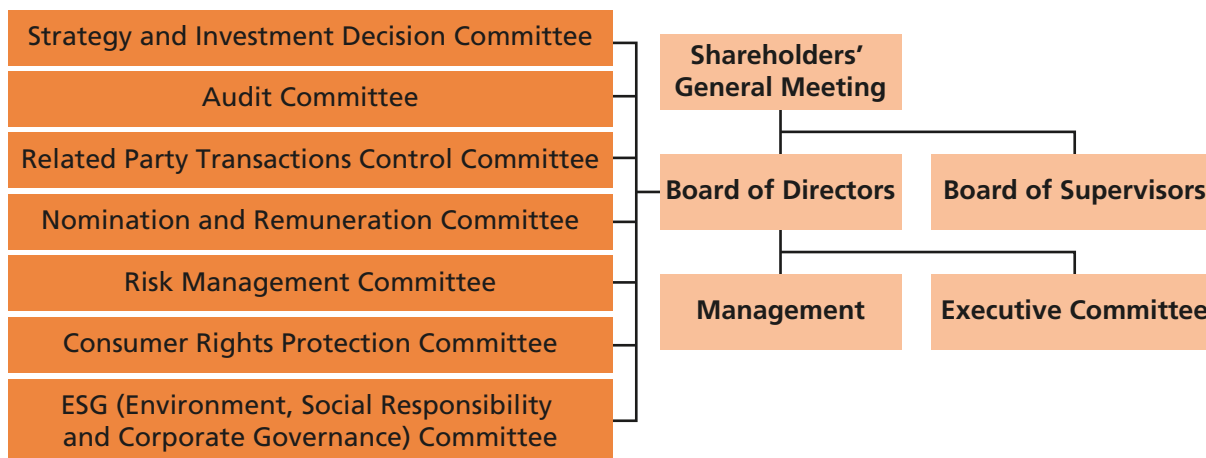 Strategy and Investment Decision Committee
Audit Committee
Related Party Transactions Control Committee
Nomination and Remuneration Committee
Risk Management Committee
Consumer Rights Protection Committee
ESG (Environment, Social Responsibility
and Corporate Governance) Committee
Shareholders’
General Meeting
Board of Directors
Board of Supervisors
Management
Executive Committee